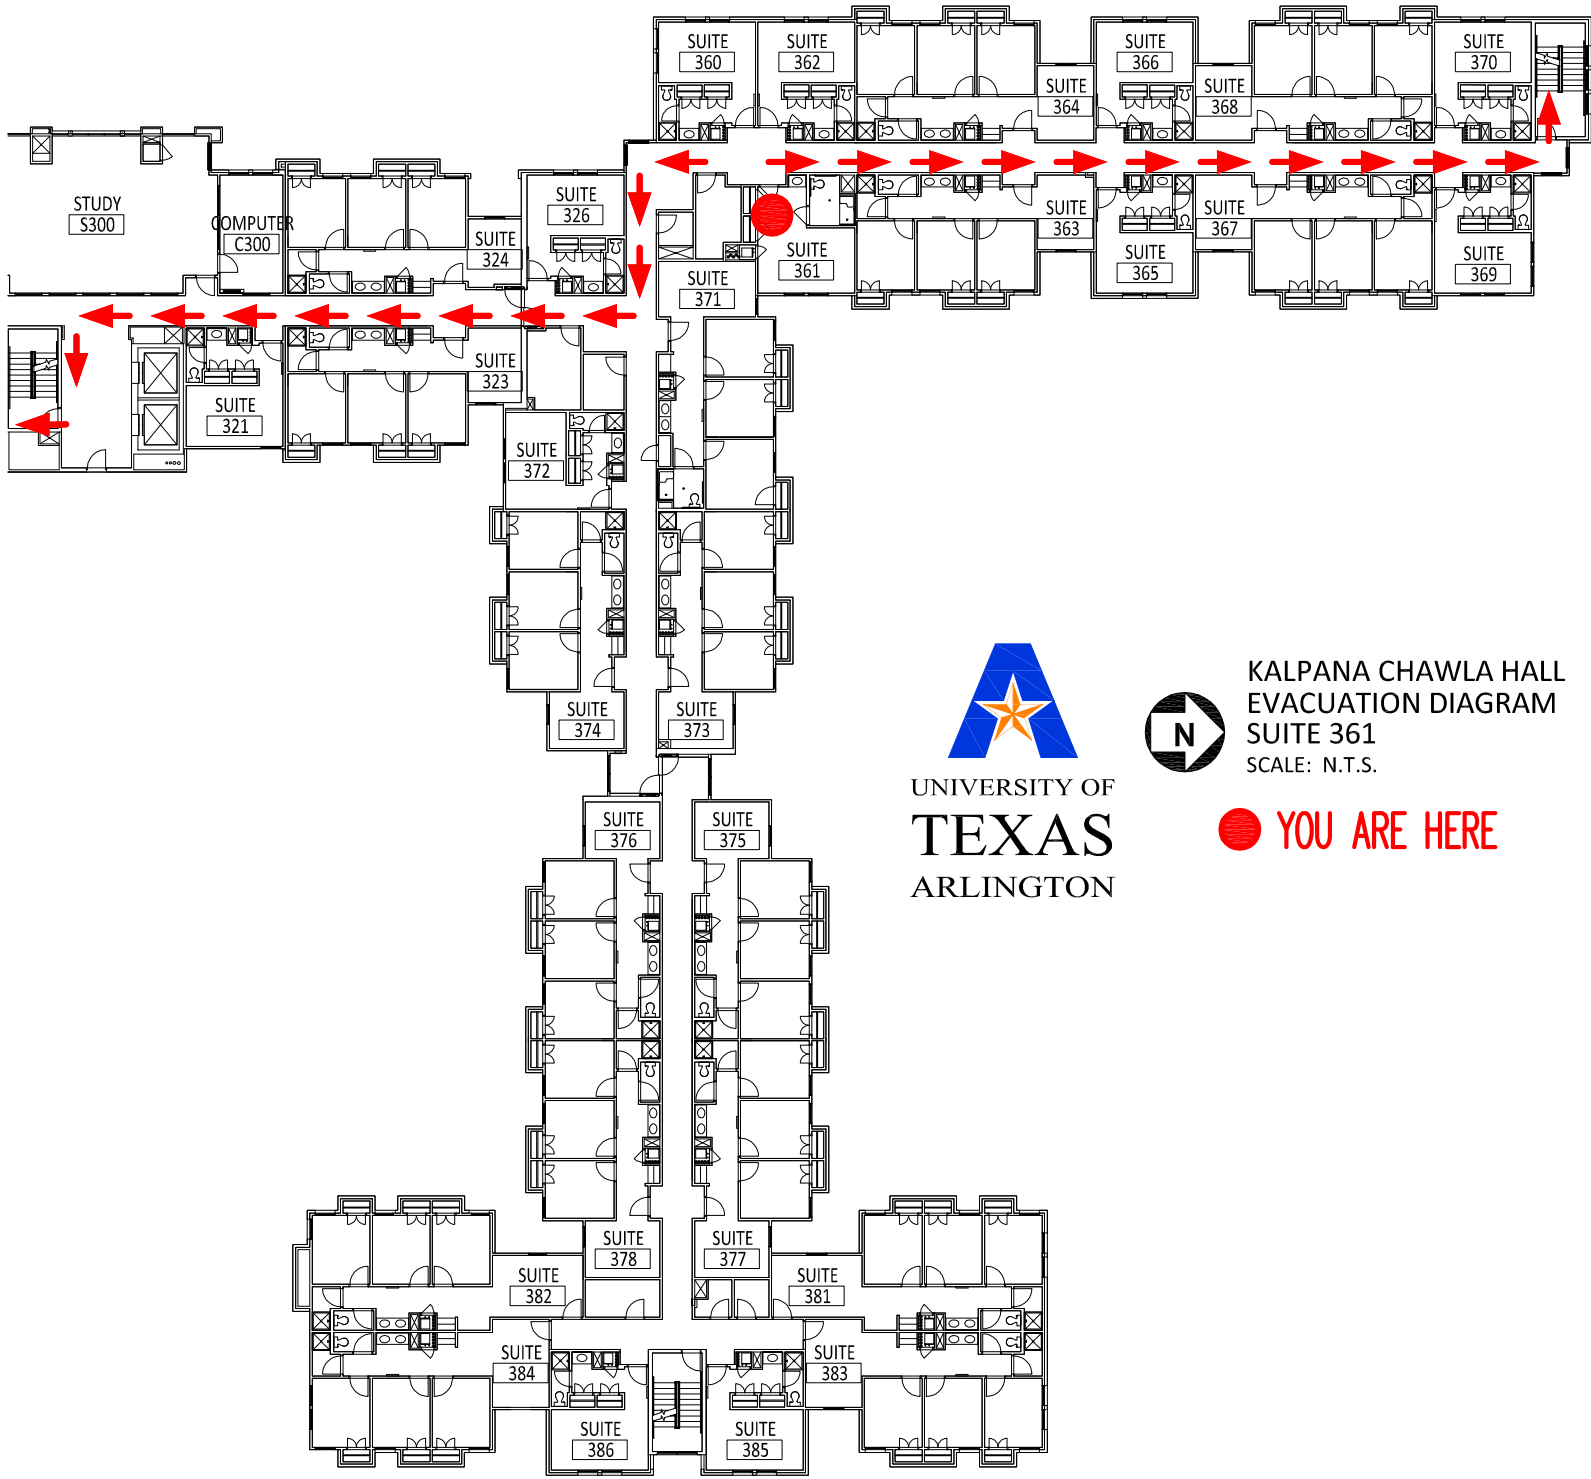 SUITE
360
SUITE
362
SUITE
364
SUITE
366
SUITE
368
SUITE
370
STUDY
S300
COMPUTER
C300
SUITE
324
SUITE
326
SUITE
371
SUITE
361
SUITE
363
SUITE
365
SUITE
367
SUITE
369
SUITE
321
SUITE
323
SUITE
372
SUITE
374
SUITE
373
SUITE
376
SUITE
375
N
KALPANA CHAWLA HALL
EVACUATION DIAGRAM
SUITE 361
SCALE: N.T.S.
YOU ARE HERE
UNIVERSITY OF
TEXAS
ARLINGTON
SUITE
378
SUITE
377
SUITE
382
SUITE
381
SUITE
384
SUITE
383
SUITE
386
SUITE
385